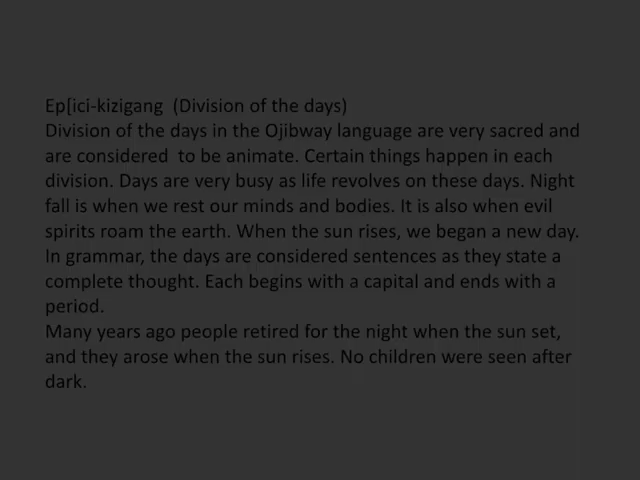 Ep[ici-kizigang  (Division of the days)
Division of the days in the Ojibway language are very sacred and
are considered  to be animate. Certain things happen in each
division. Days are very busy as life revolves on these days. Night
fall is when we rest our minds and bodies. It is also when evil
spirits roam the earth. When the sun rises, we began a new day.
In grammar, the days are considered sentences as they state a
complete thought. Each begins with a capital and ends with a
period.
Many years ago people retired for the night when the sun set,
and they arose when the sun rises. No children were seen after
dark.